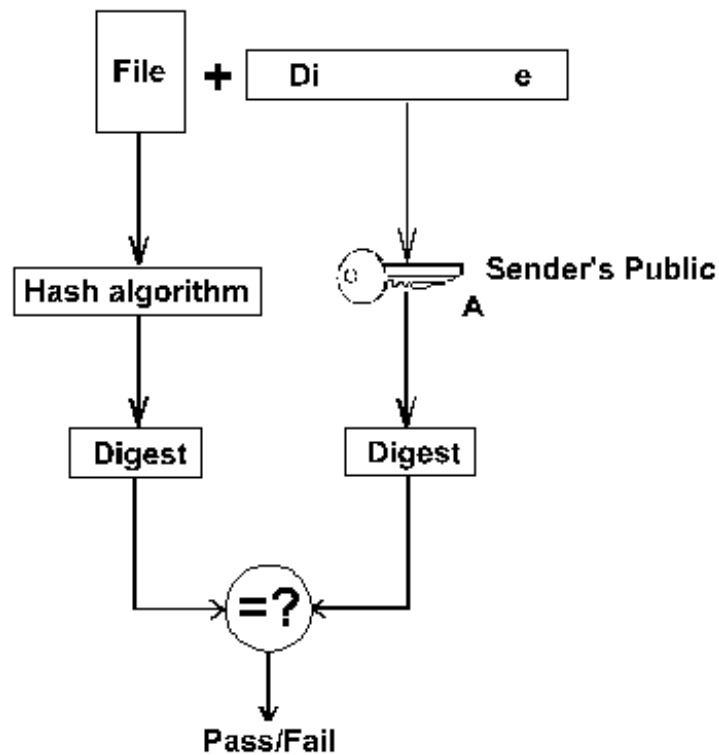 File + Di e
Hash algorithm
Sender's Public
A
Digest
Digest
=?
Pass/Fail